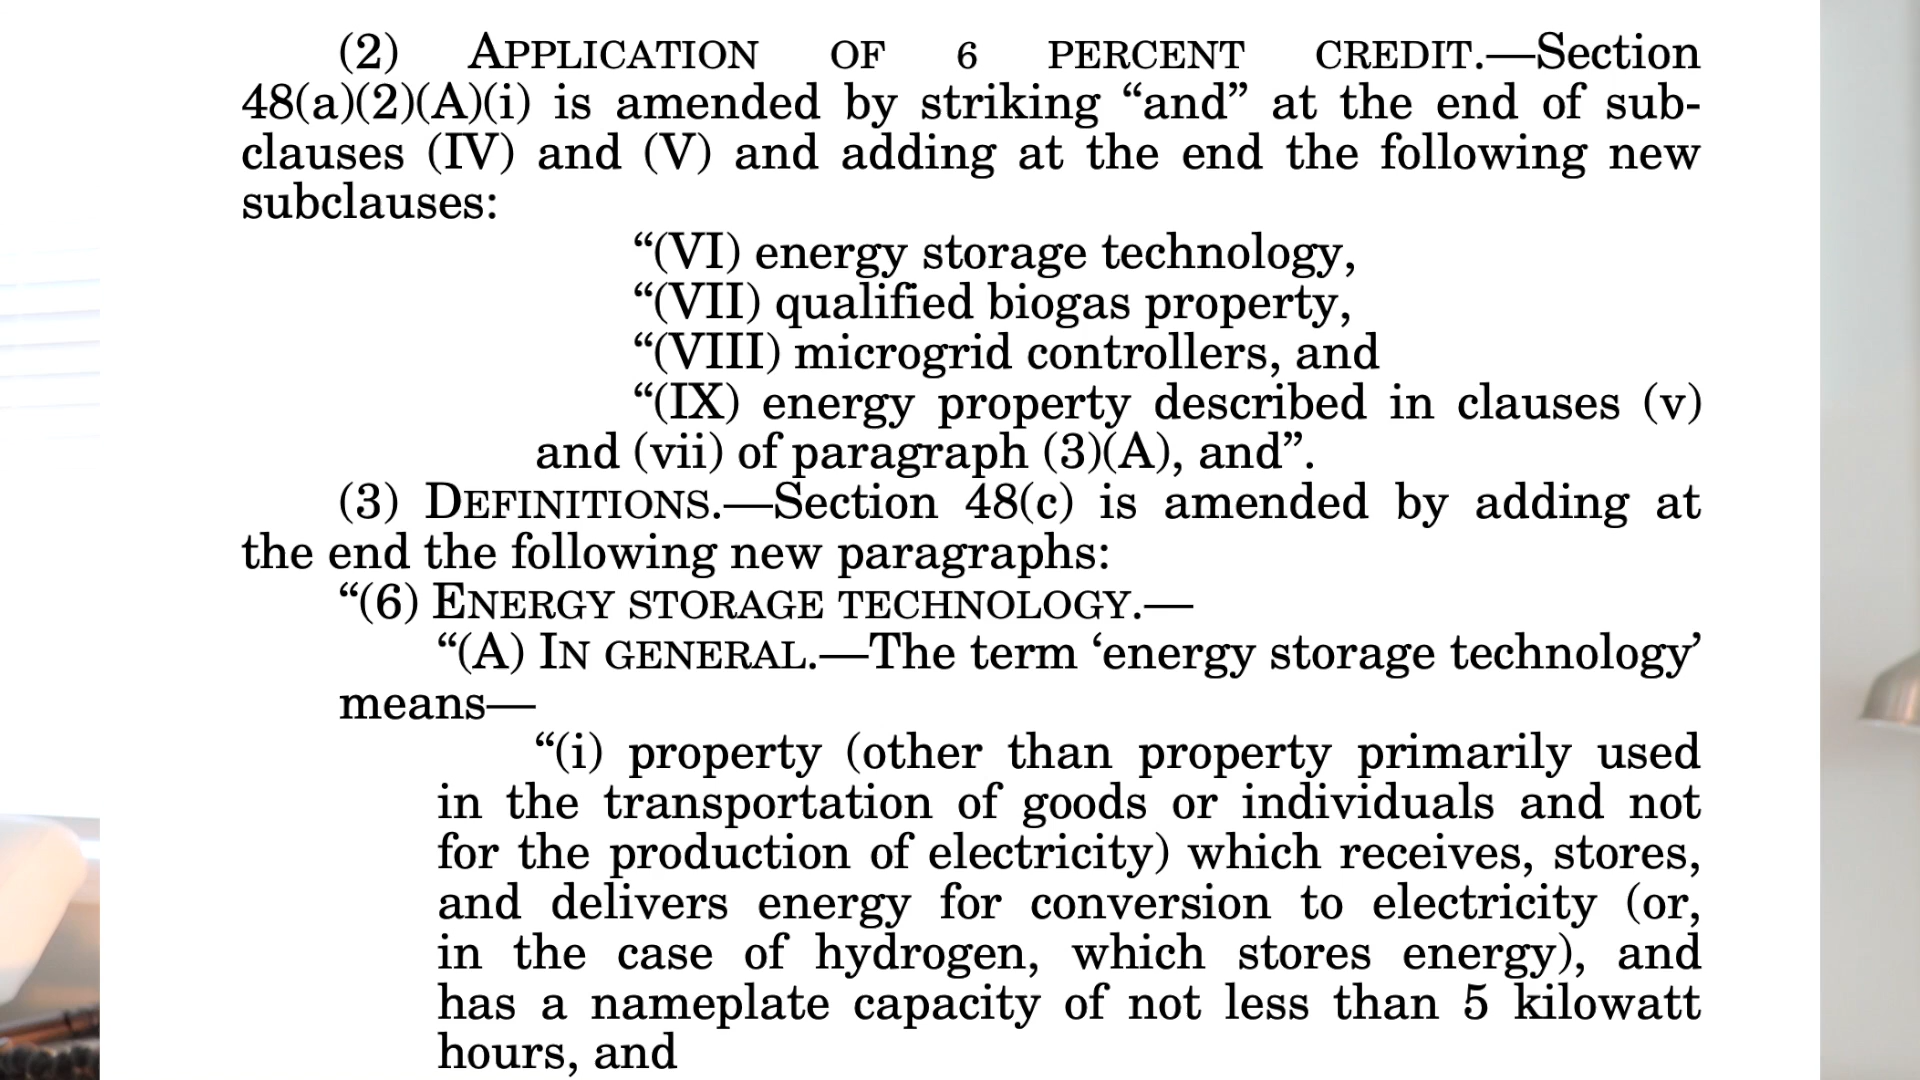 (2) APPLICATION OF 6 PERCENT CREDIT.—Section
48(a)(2)(A)(i) is amended by striking “and” at the end of sub-
clauses (IV) and (V) and adding at the end the following new
subclauses:
“(VI) energy storage technology,
“(VII) qualified biogas property,
“(VIII) microgrid controllers, and
“(IX) energy property described in clauses (v)
and (vii) of paragraph (3)(A), and”.
(3) DEFINITIONS.—Section 48(c) is amended by adding at
the end the following new paragraphs:
“(6) ENERGY STORAGE TECHNOLOGY.—
“(A) IN GENERAL.—The term ‘energy storage technology’
means—
“(i) property (other than property primarily used
in the transportation of goods or individuals and not
for the production of electricity) which receives, stores,
and delivers energy for conversion to electricity (or,
in the case of hydrogen, which stores energy), and
has a nameplate capacity of not less than 5 kilowatt
hours, and